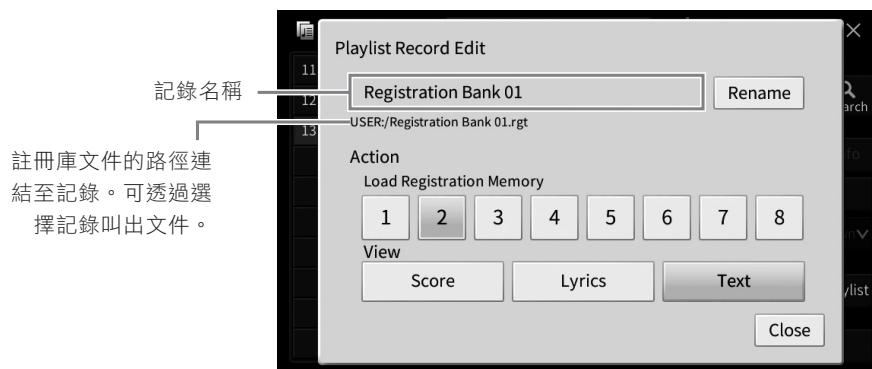 Playlist Record Edit
11
記錄名稱
12
Registration Bank 01
Rename
arch
13
USER:/Registration Bank 01.rgt
註冊庫文件的路徑連
結至記錄。可透過選
擇記錄叫出文件。
Action
Load Registration Memory
1 2 3 4 5 6 7 8
View
Score Lyrics Text
ylist
Close